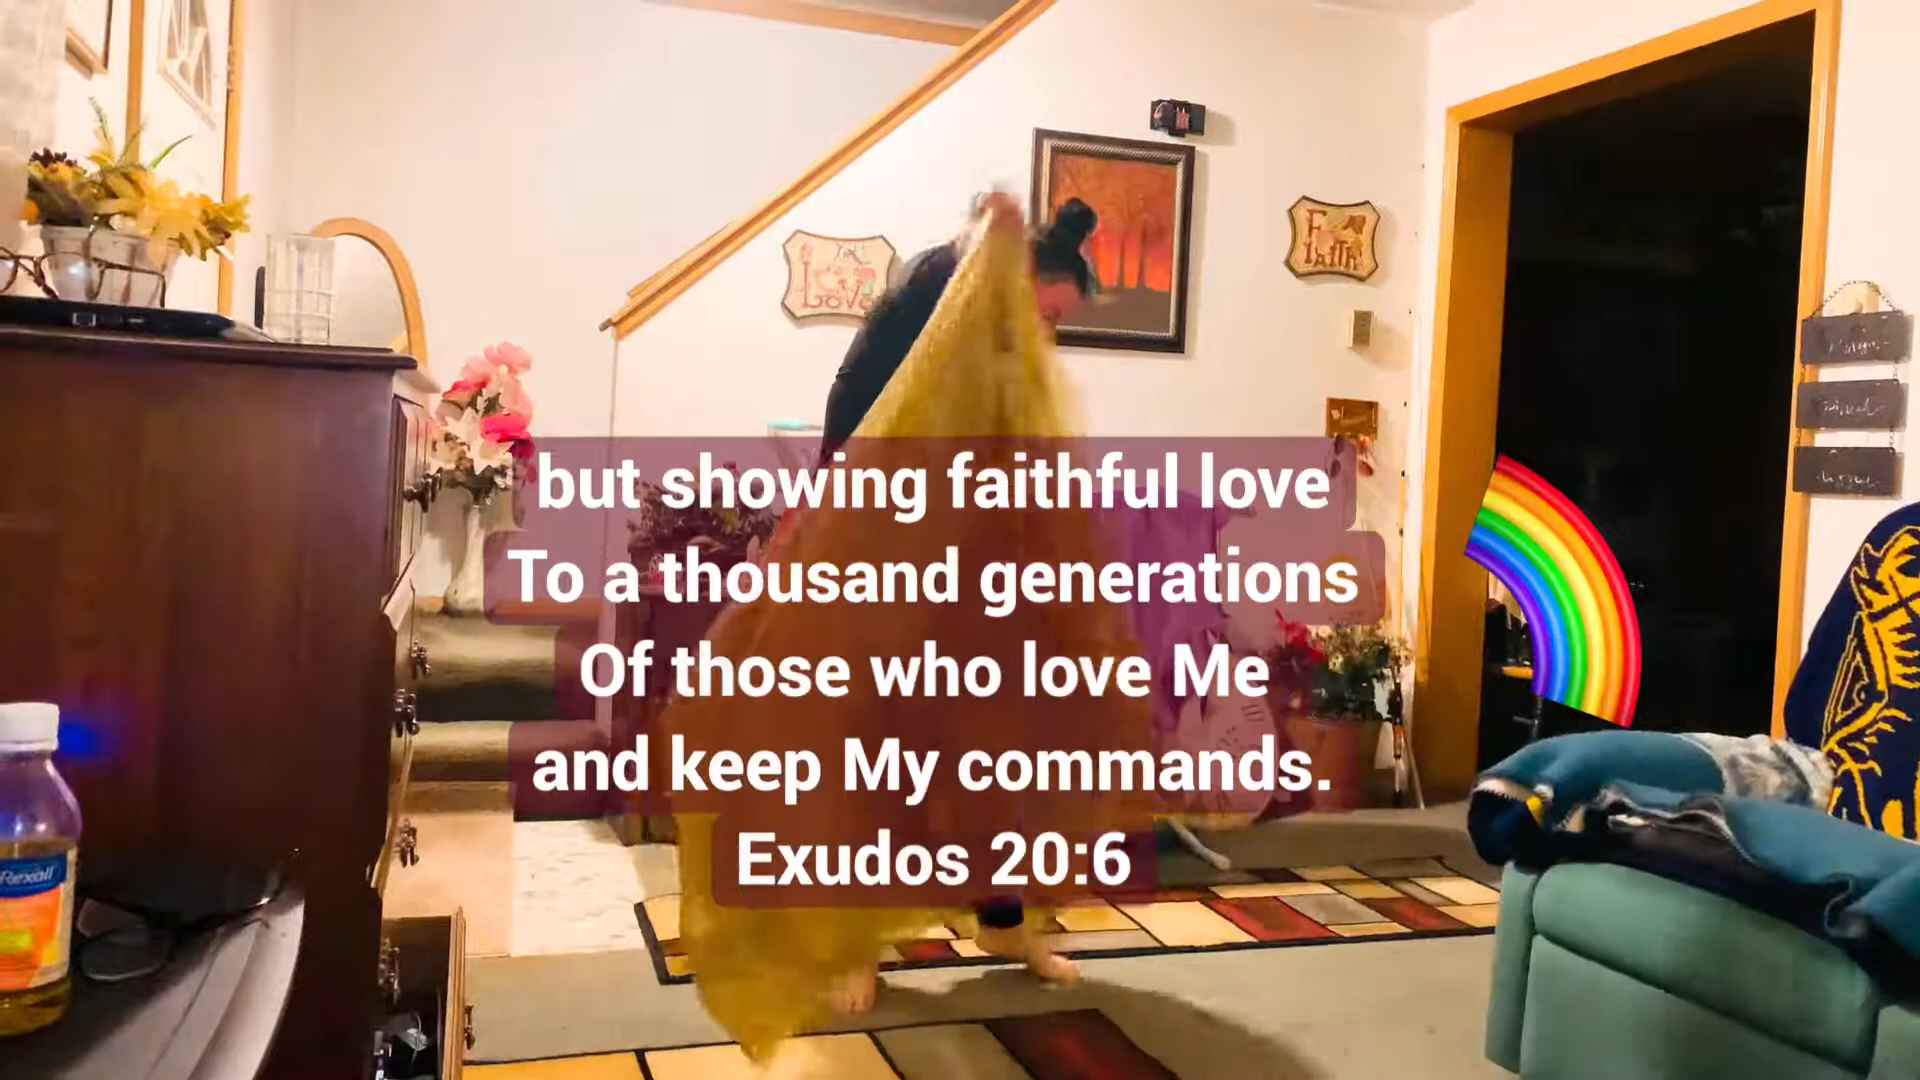 Love
Faith
but showing faithful love
To a thousand generations
Of those who love Me
and keep My commands.
Exudos 20:6
Rexall